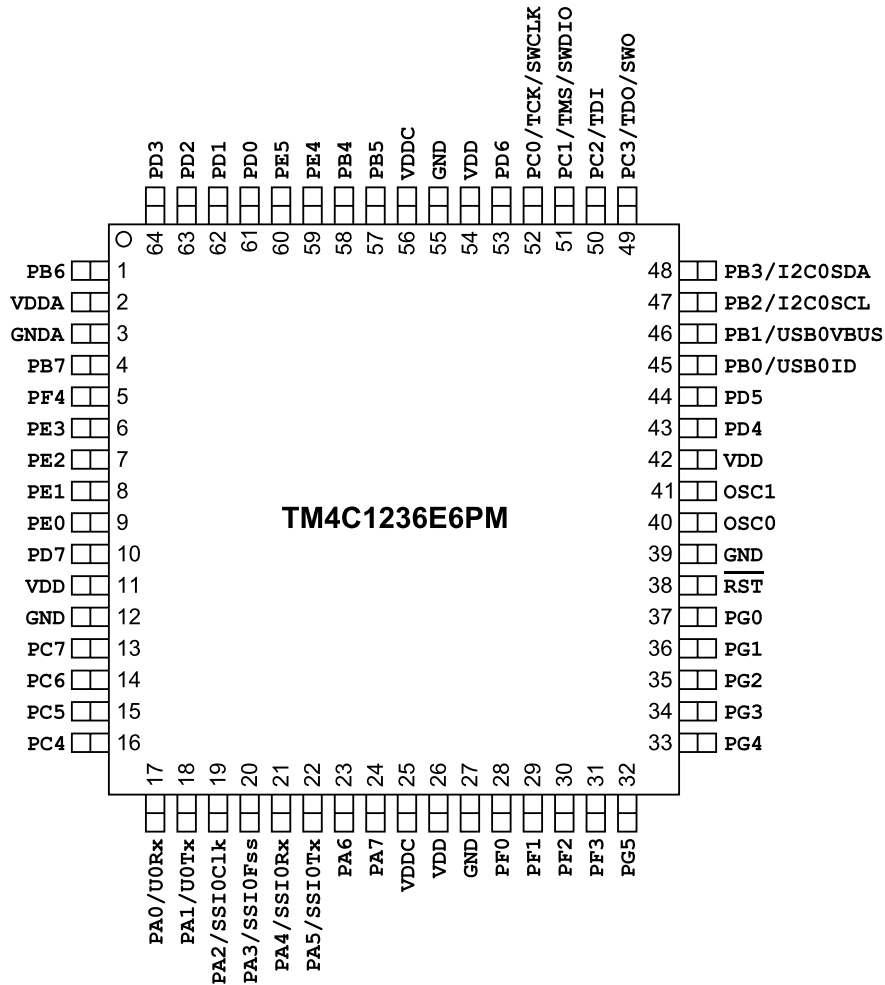 PD3
PD2
PD1
PD0
PE5
PE4
PB4
PB5
VDDC
GND
VDD
PD6
PC0/TCK/SWCLK
PC1/TMS/SWDIO
PC2/TDI
PC3/TDO/SWO
64
63
62
61
60
59
58
57
56
55
54
53
52
51
50
49
PB6 1
VDDA 2
GNDA 3
PB7 4
PF4 5
PE3 6
PE2 7
PE1 8
PE0 9
PD7 10
VDD 11
GND 12
PC7 13
PC6 14
PC5 15
PC4 16
TM4C1236E6PM
48 PB3/I2C0SDA
47 PB2/I2C0SCL
46 PB1/USB0VBUS
45 PB0/USB0ID
44 PD5
43 PD4
42 VDD
41 OSC1
40 OSC0
39 GND
38 RST
37 PG0
36 PG1
35 PG2
34 PG3
33 PG4
17
18
19
20
21
22
23
24
25
26
27
28
29
30
31
32
PA0/U0Rx
PA1/U0Tx
PA2/SSI0Clk
PA3/SSI0Fss
PA4/SSI0Rx
PA5/SSI0Tx
PA6
PA7
VDDC
VDD
GND
PF0
PF1
PF2
PF3
PG5